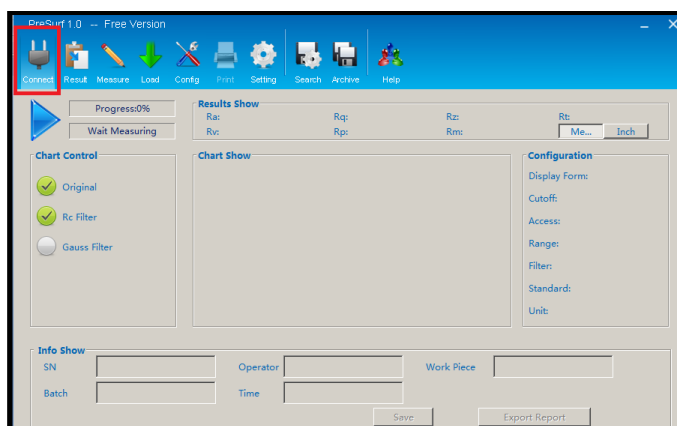 PreSurf 1.0 -- Free Version
Connect Result Measure Load Config Print Setting Search Archive Help
Progress:0%
Wait Measuring
Results Show
Ra: Rq: Rz: Rt:
Rv: Rp: Rm: Me... Inch
Chart Control
Original
Rc Filter
Gauss Filter
Chart Show
Configuration
Display Form:
Cutoff:
Access:
Range:
Filter:
Standard:
Unit:
Info Show
SN Operator Work Piece
Batch Time
Save Export Report